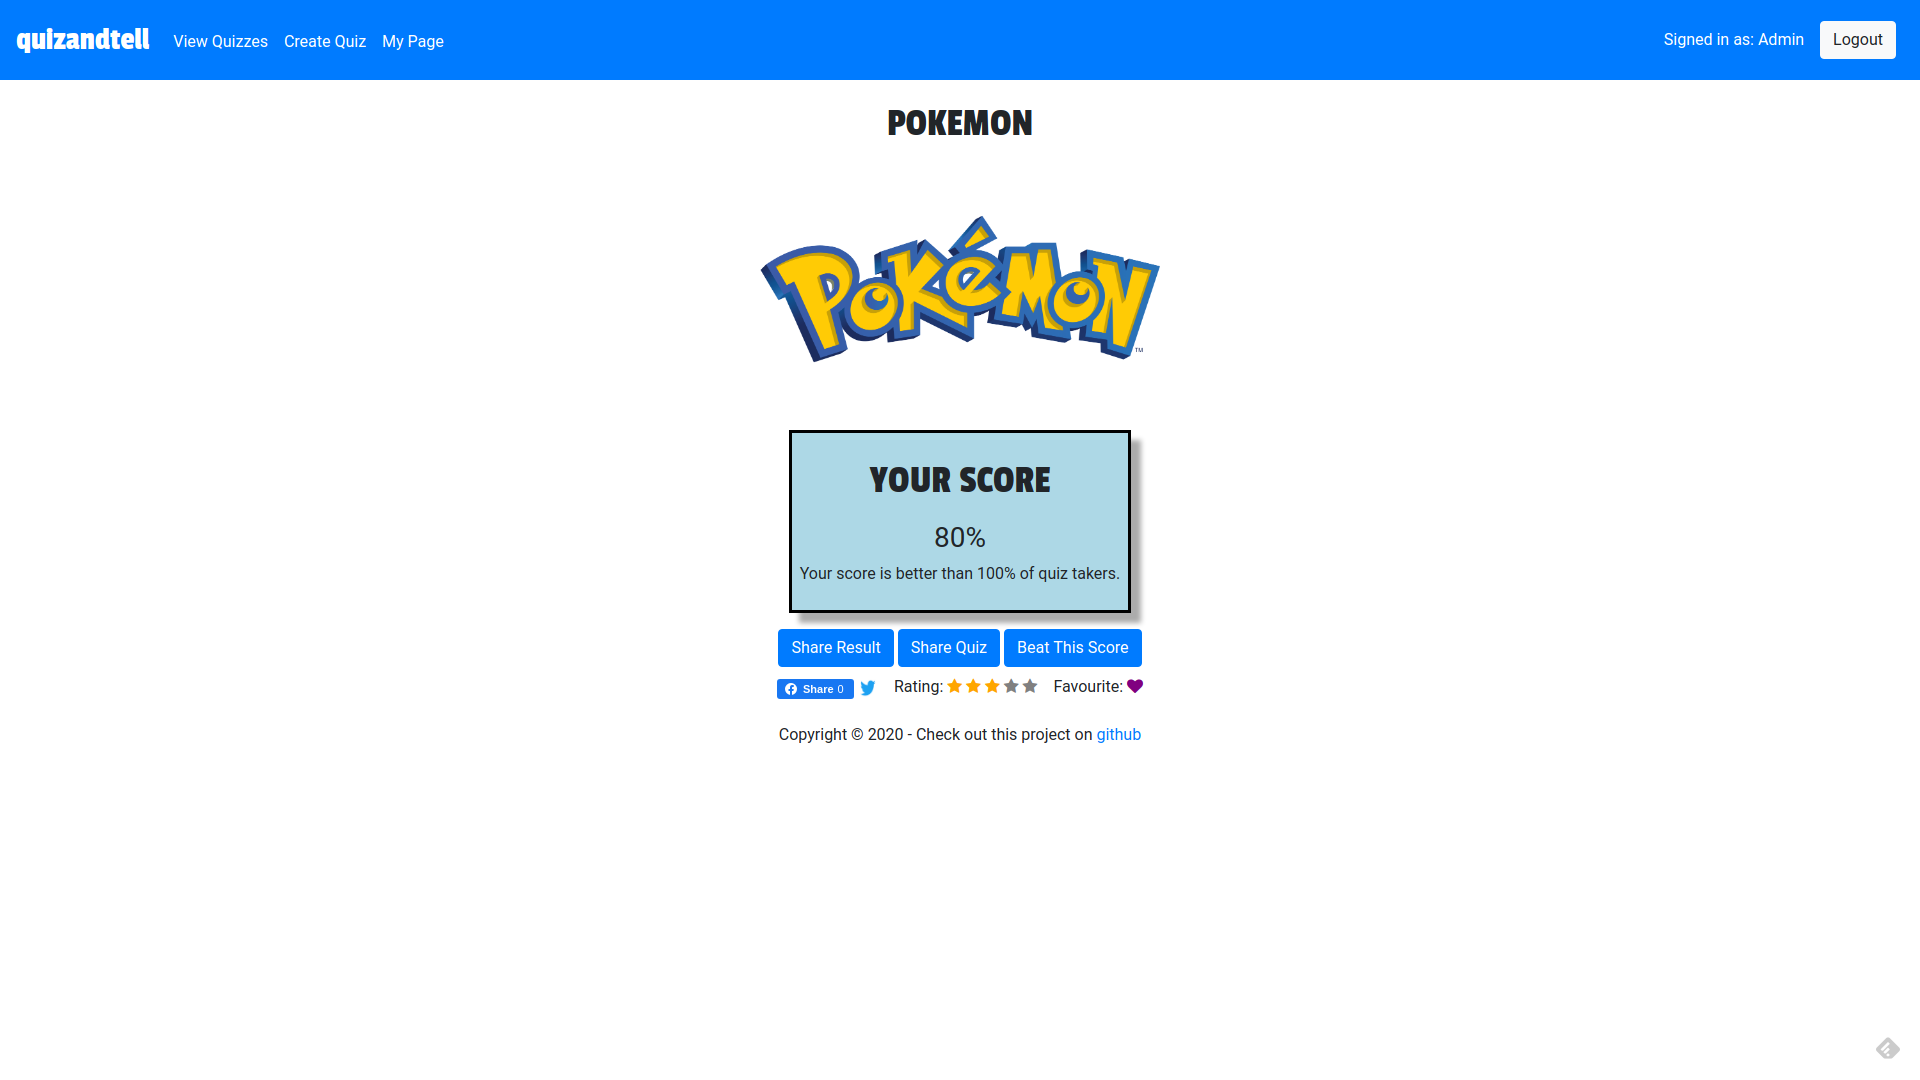 quizandtell View Quizzes Create Quiz My Page Signed in as: Admin Logout
POKEMON
Pokémon TM
YOUR SCORE
80%
Your score is better than 100% of quiz takers.
Share Result Share Quiz Beat This Score
Share 0 Rating: Favourite:
Copyright © 2020 - Check out this project on github